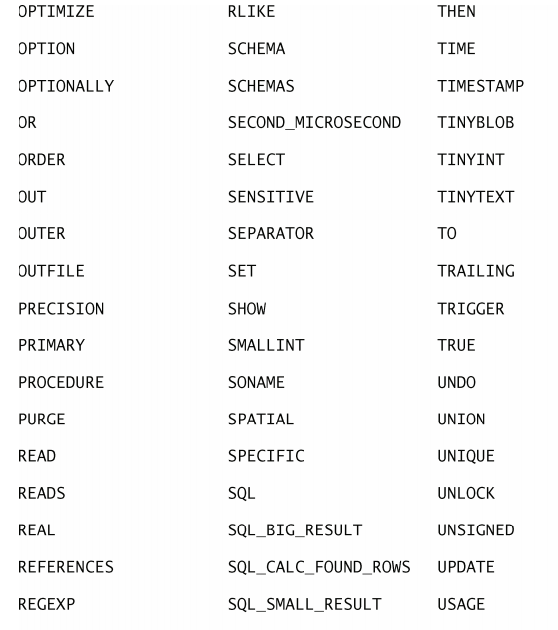 OPTIMIZE RLIKE THEN
OPTION SCHEMA TIME
OPTIONALLY SCHEMAS TIMESTAMP
OR SECOND_MICROSECOND TINYBLOB
ORDER SELECT TINYINT
OUT SENSITIVE TINYTEXT
OUTER SEPARATOR TO
OUTFILE SET TRAILING
PRECISION SHOW TRIGGER
PRIMARY SMALLINT TRUE
PROCEDURE SONAME UNDO
PURGE SPATIAL UNION
READ SPECIFIC UNIQUE
READS SQL UNLOCK
REAL SQL_BIG_RESULT UNSIGNED
REFERENCES SQL_CALC_FOUND_ROWS UPDATE
REGEXP SQL_SMALL_RESULT USAGE